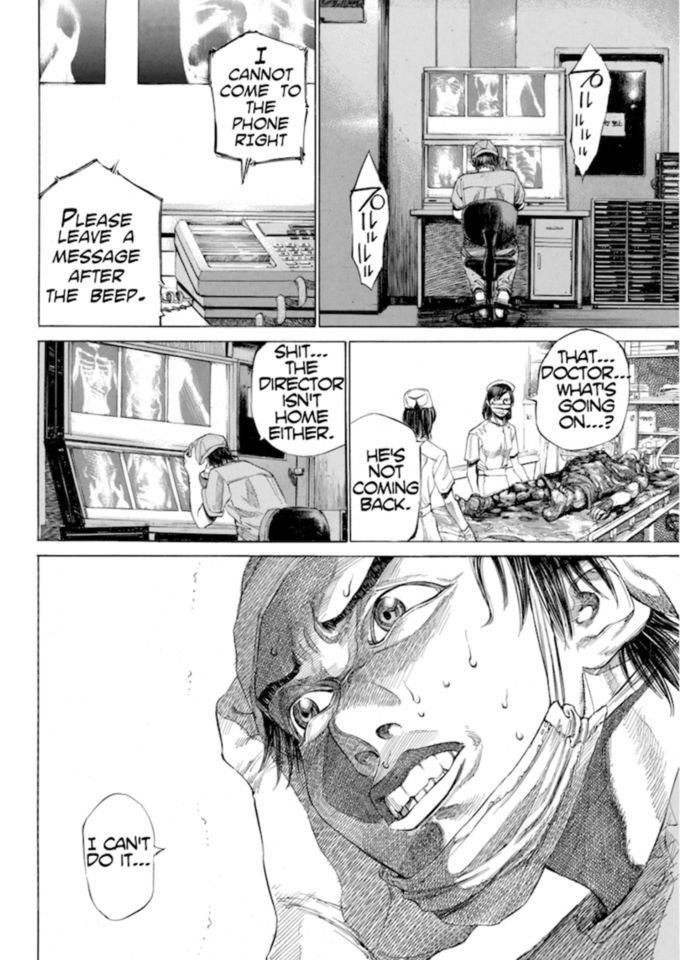 プルルル
プルルル
I
CANNOT
COME TO
THE
PHONE
RIGHT
PLEASE
LEAVE A
MESSAGE
AFTER
THE BEEP.
THAT...
DOCTOR...
WHAT'S
GOING
ON...?
HE'S
NOT
COMING
BACK.
SHIT...
THE
DIRECTOR
ISN'T
HOME
EITHER.
I CAN'T
DO IT...